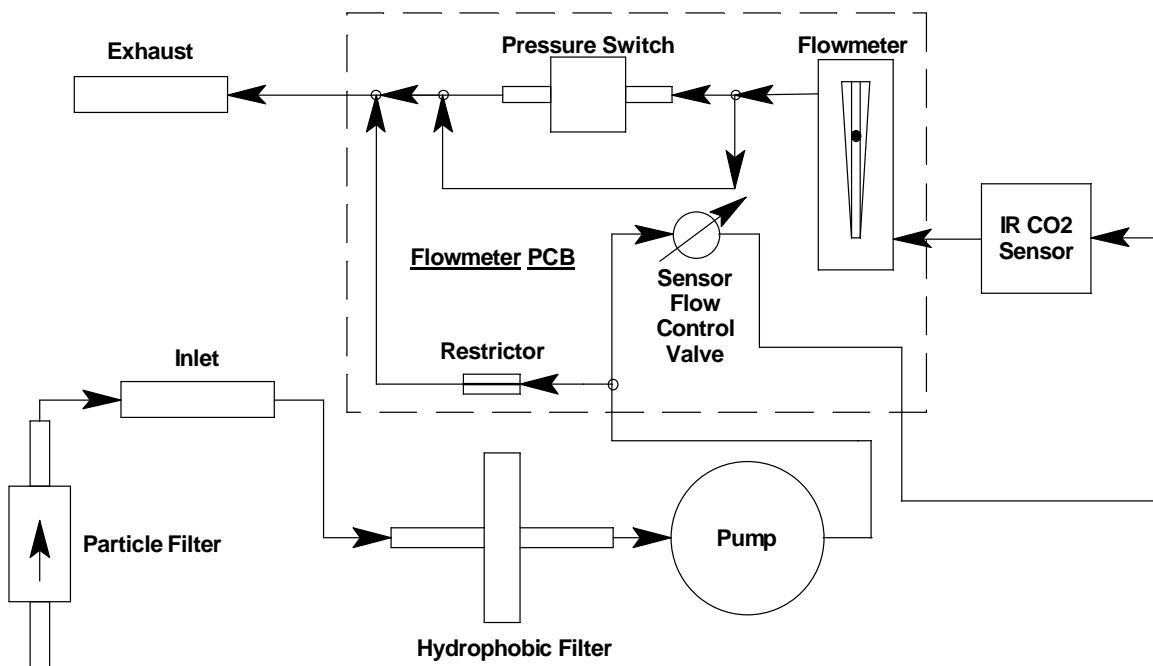 Exhaust
Pressure Switch
Flowmeter
IR CO2
Sensor
Flowmeter PCB
Sensor
Flow
Control
Valve
Restrictor
Inlet
Particle Filter
Pump
Hydrophobic Filter